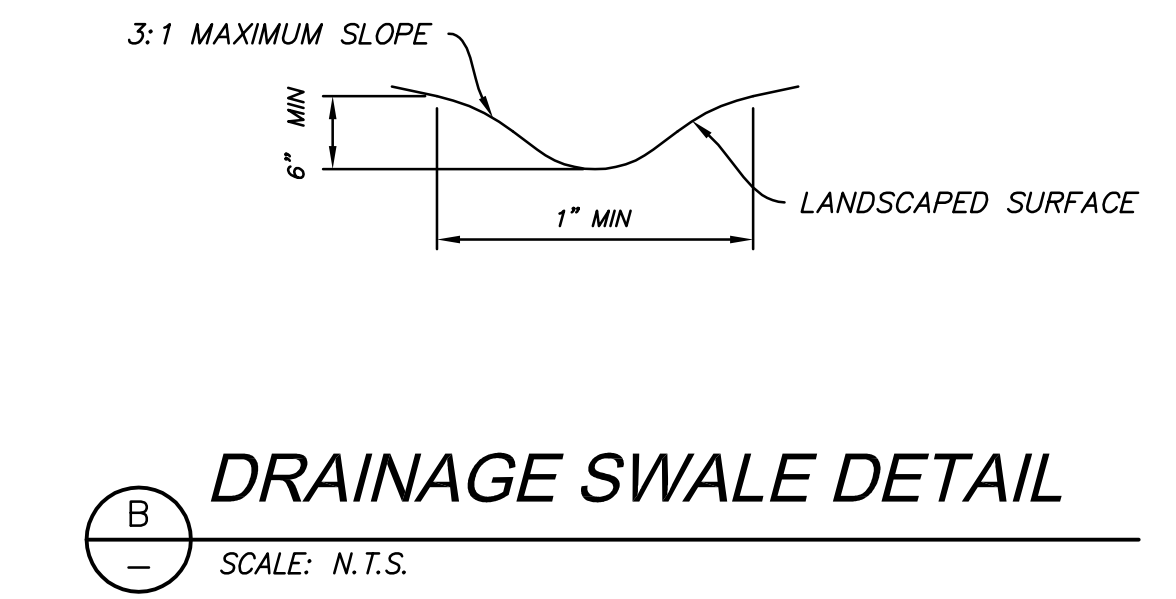 3:1 MAXIMUM SLOPE
6" MIN
1" MIN
LANDSCAPED SURFACE
DRAINAGE SWALE DETAIL
B
–
SCALE: N.T.S.